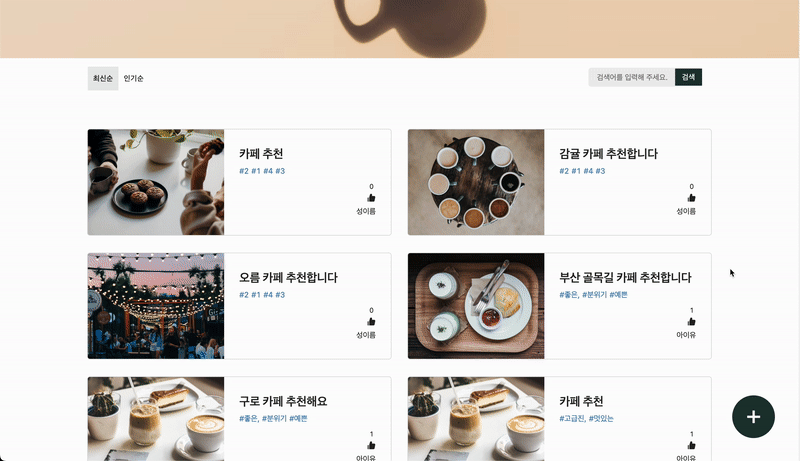 최신순 인기순
검색어를 입력해 주세요. 검색
카페 추천
#2 #1 #4 #3
0
성이름
감귤 카페 추천합니다
#2 #1 #4 #3
0
성이름
오름 카페 추천합니다
#2 #1 #4 #3
0
성이름
부산 골목길 카페 추천합니다
#좋은, #분위기 #예쁜
1
아이유
구로 카페 추천해요
#좋은, #분위기 #예쁜
1
아이유
카페 추천
#고급진, #멋있는
1
아이유